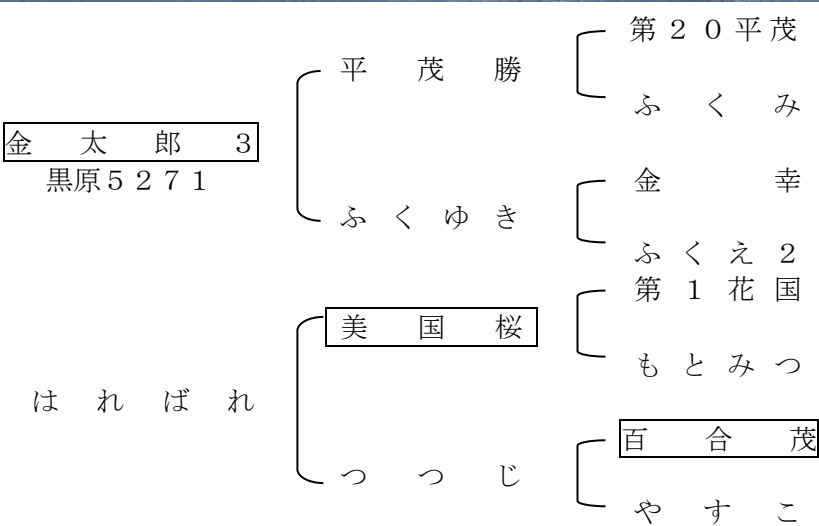 第２０平茂
平茂勝
ふくみ
金太郎３
黒原５２７１
金幸
ふくゆき
ふくえ２
第１花国
美国桜
もとみつ
はればれ
百合茂
つつじ
やすこ